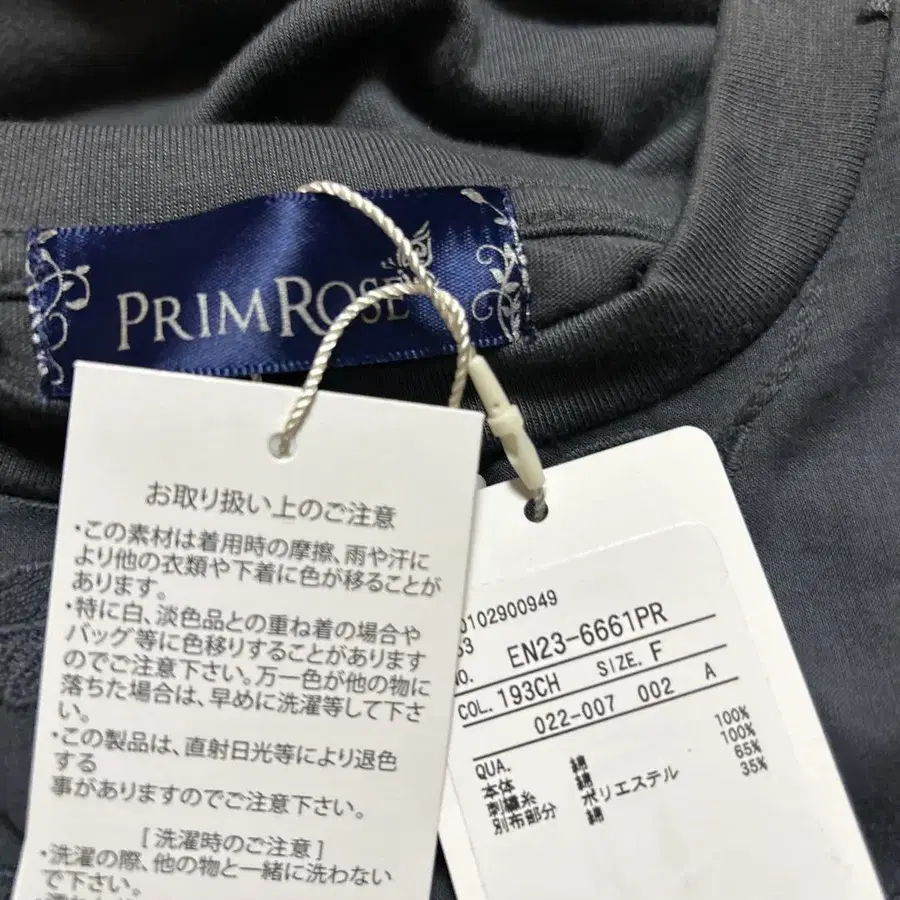 PRIMROSE
お取り扱い上のご注意
・この素材は着用時の摩擦、雨や汗に
より他の衣類や下着に色が移ることが
あります。
・特に白、淡色品との重ね着の場合や
バッグ等に色移りすることがあります
のでご注意下さい。万一色が他の物に
落ちた場合は、早めに洗濯等して下さ
い。
・この製品は、直射日光等により退色
する
事がありますのでご注意下さい。
[ 洗濯時のご注意 ]
・洗濯の際、他の物と一緒に洗わない
で下さい。
0102900949
53
NO. EN23-6661PR
COL. 193CH SIZE. F
022-007 002 A
QUA.
本体 綿 100%
刺繍糸 綿 100%
別布部分 ポリエステル 65%
綿 35%